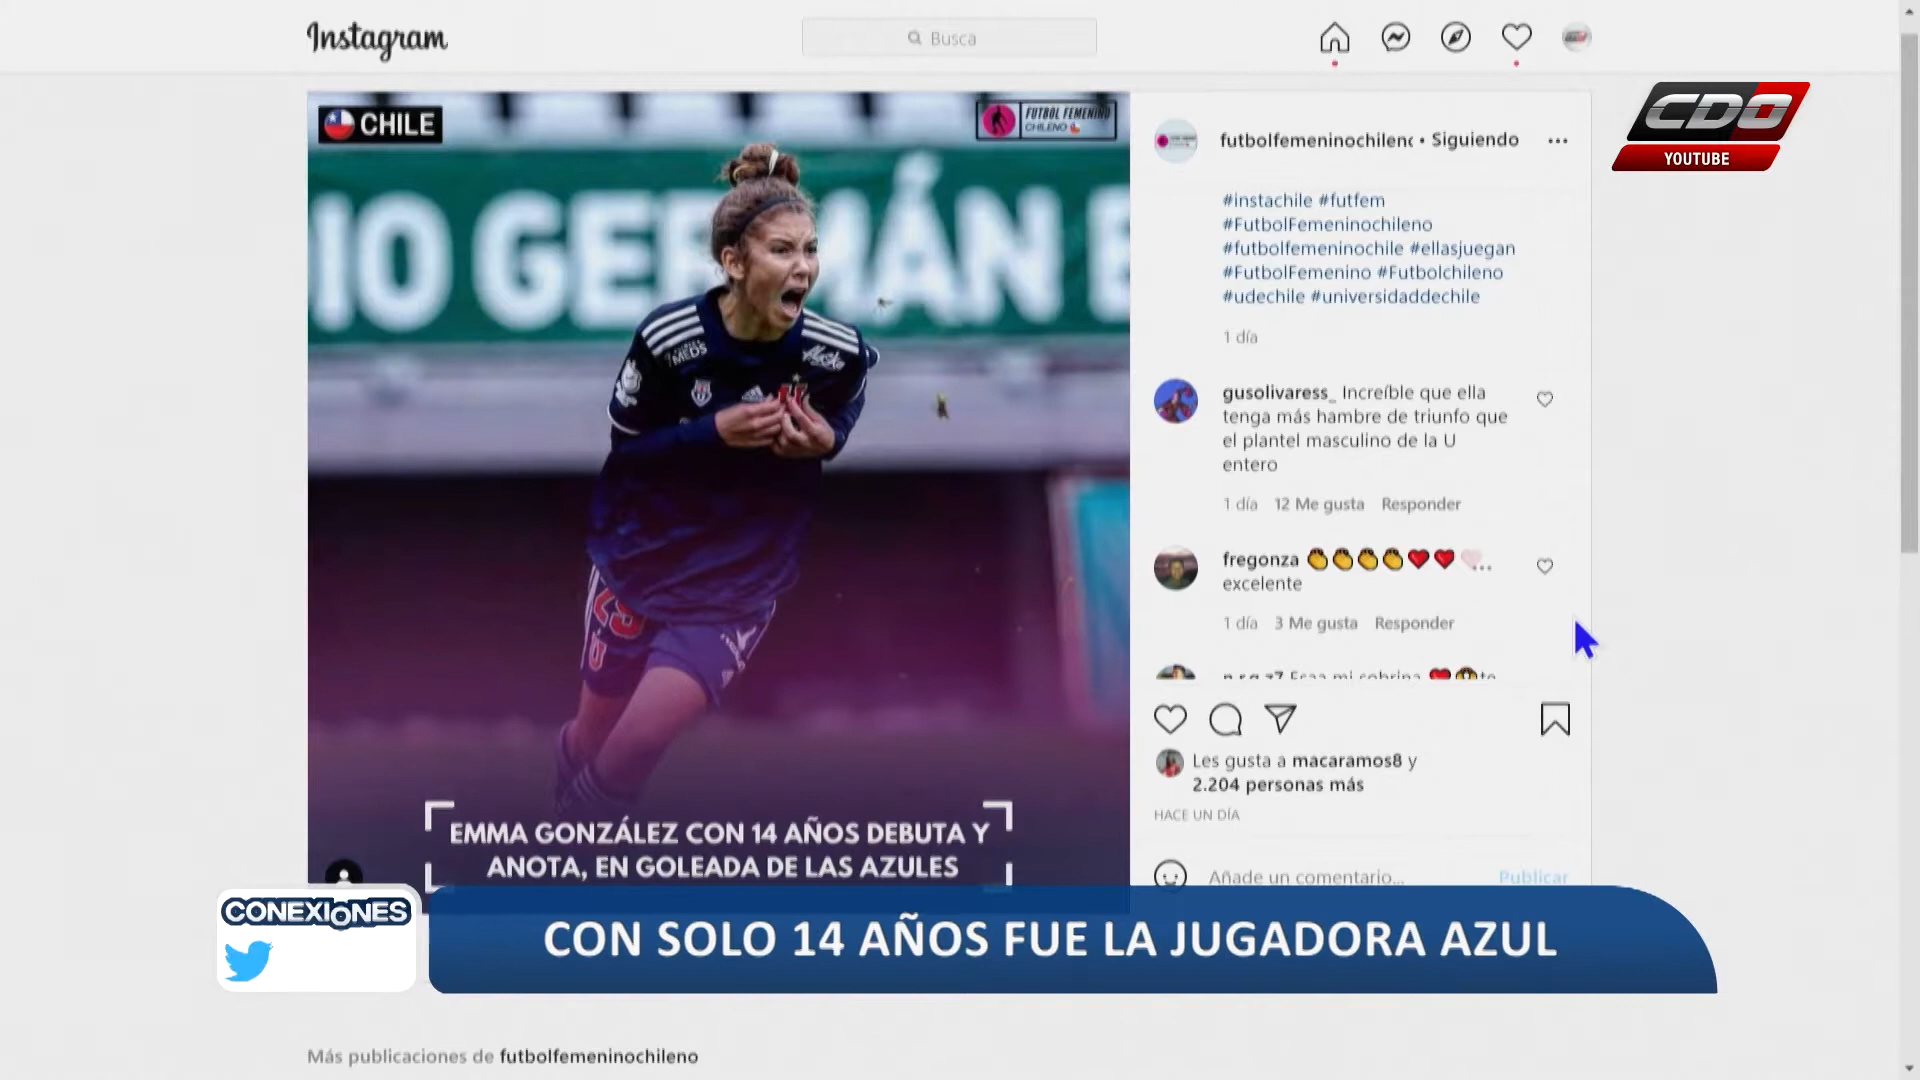 Instagram
Busca
CHILE
FUTBOL FEMENINO
CHILENO
IO GERMÁN B
MEDS
23
CDO
YOUTUBE
futbolfemeninochileno • Siguiendo
#instachile #futfem
#FutbolFemeninochileno
#futbolfemeninochile #ellasjuegan
#FutbolFemenino #Futbolchileno
#udechile #universidaddechile
1 día
gusolivaress_ Increíble que ella
tenga más hambre de triunfo que
el plantel masculino de la U
entero
1 día 12 Me gusta Responder
fregonza 👏👏👏👏❤️❤️
excelente
1 día 3 Me gusta Responder
Les gusta a macaramos8 y
2.204 personas más
HACE UN DÍA
Añade un comentario...
Publicar
EMMA GONZÁLEZ CON 14 AÑOS DEBUTA Y
ANOTA, EN GOLEADA DE LAS AZULES
CONEXIONES
CON SOLO 14 AÑOS FUE LA JUGADORA AZUL
Más publicaciones de futbolfemeninochileno